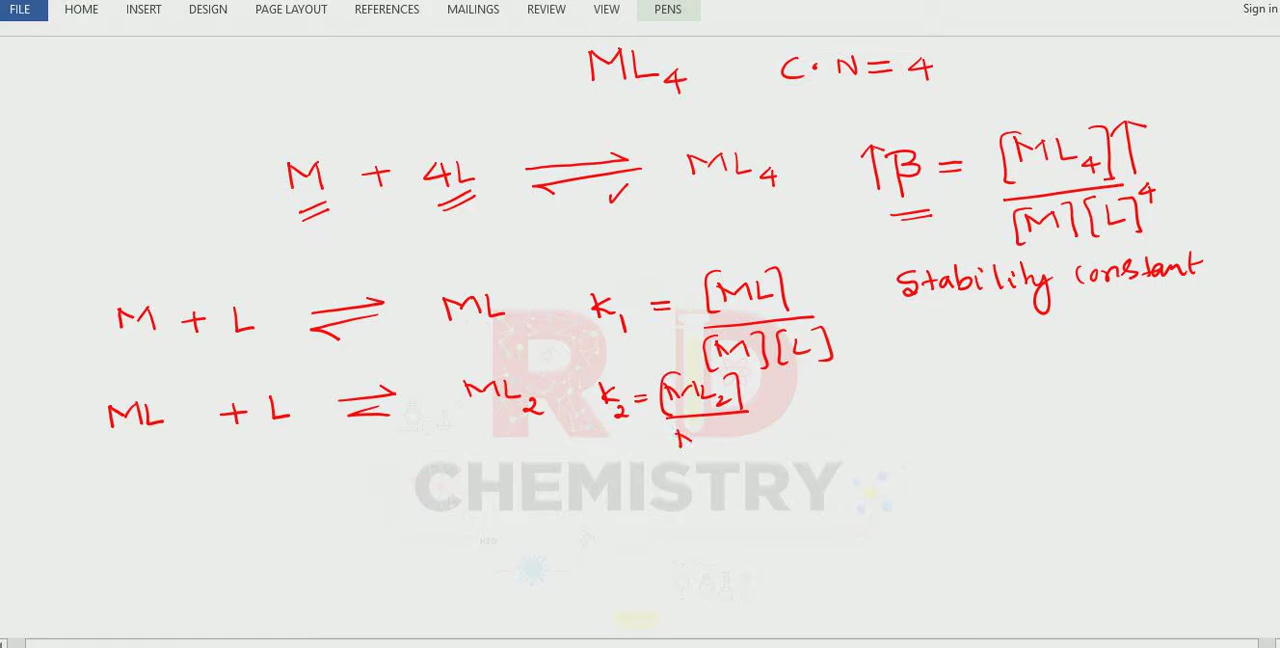 FILE HOME INSERT DESIGN PAGE LAYOUT REFERENCES MAILINGS REVIEW VIEW PENS Sign in
ML₄ C·N = 4
M + 4L ⇌ ML₄ ↑β = [ML₄]↑ / [M][L]⁴
Stability constant
M + L ⇌ ML K₁ = [ML] / [M][L]
ML + L ⇌ ML₂ K₂ = [ML₂] /
CHEMISTRY